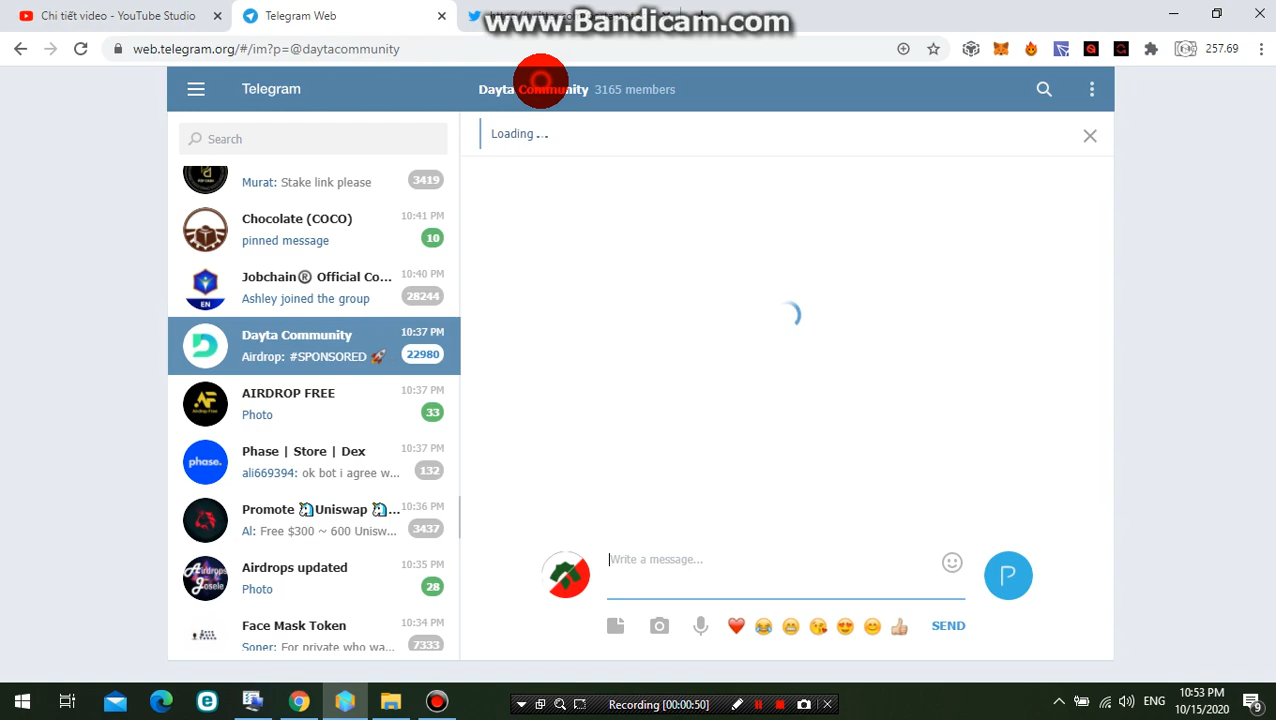 Chi tiết video - YouTube Studio
Telegram Web
www.Bandicam.com
web.telegram.org/#/im?p=@daytacommunity
257.69
Telegram
Dayta Community 3165 members
Search
Loading ...
Murat: Stake link please
3419
Chocolate (COCO)
10:41 PM
pinned message
10
Jobchain® Official Co...
10:40 PM
Ashley joined the group
28244
EN
Dayta Community
10:37 PM
Airdrop: #SPONSORED 🚀
22980
AIRDROP FREE
10:37 PM
Photo
33
Phase | Store | Dex
10:37 PM
phase.
ali669394: ok bot i agree w...
132
Promote 🦄Uniswap 🦄...
10:36 PM
Al: Free $300 ~ 600 Unisw...
3437
Airdrops updated
10:35 PM
Photo
28
Face Mask Token
10:34 PM
Soner: For private who wa...
7333
Write a message...
P
SEND
Recording [00:00:50]
ENG
10:53 PM
10/15/2020
9